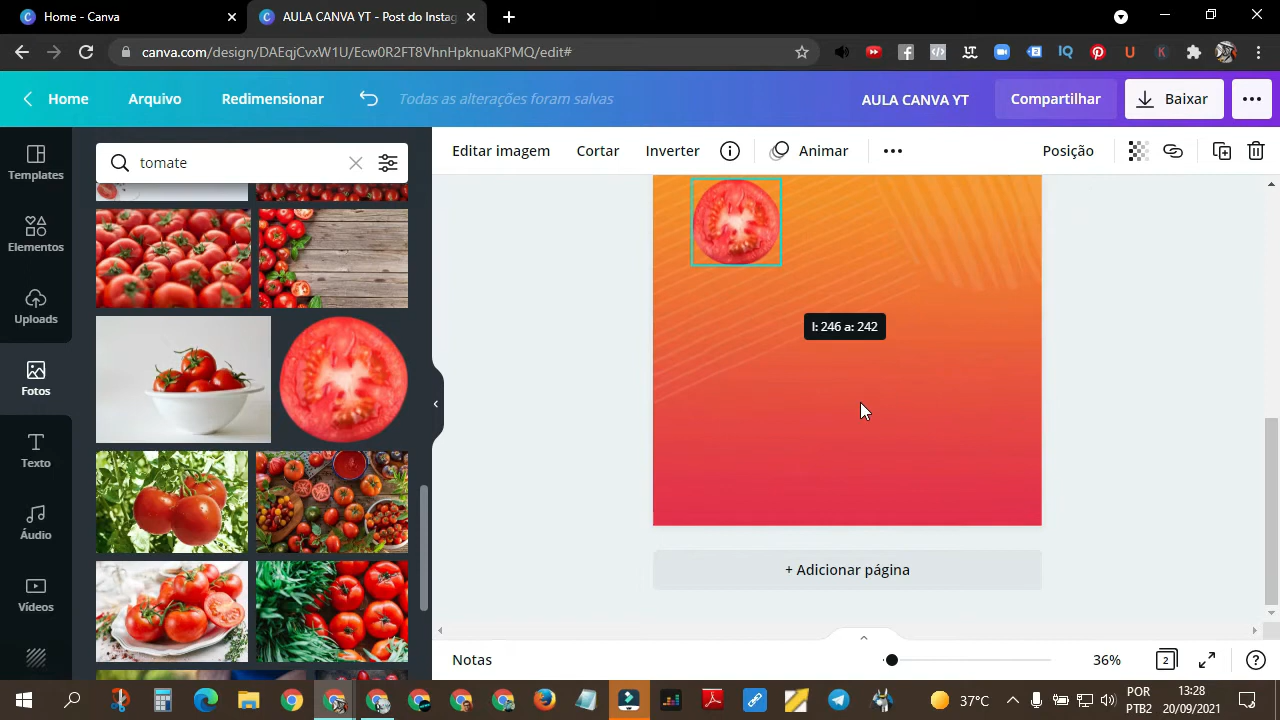 Home - Canva
AULA CANVA YT - Post do Instag
canva.com/design/DAEqjCvxW1U/Ecw0R2FT8VhnHpknuaKPMQ/edit#
Home
Arquivo
Redimensionar
Todas as alterações foram salvas
AULA CANVA YT
Compartilhar
Baixar
Templates
Elementos
Uploads
Fotos
Texto
Áudio
Vídeos
tomate
Editar imagem
Cortar
Inverter
Animar
Posição
l: 246 a: 242
+ Adicionar página
Notas
36%
2
37°C
POR
PTB2
13:28
20/09/2021